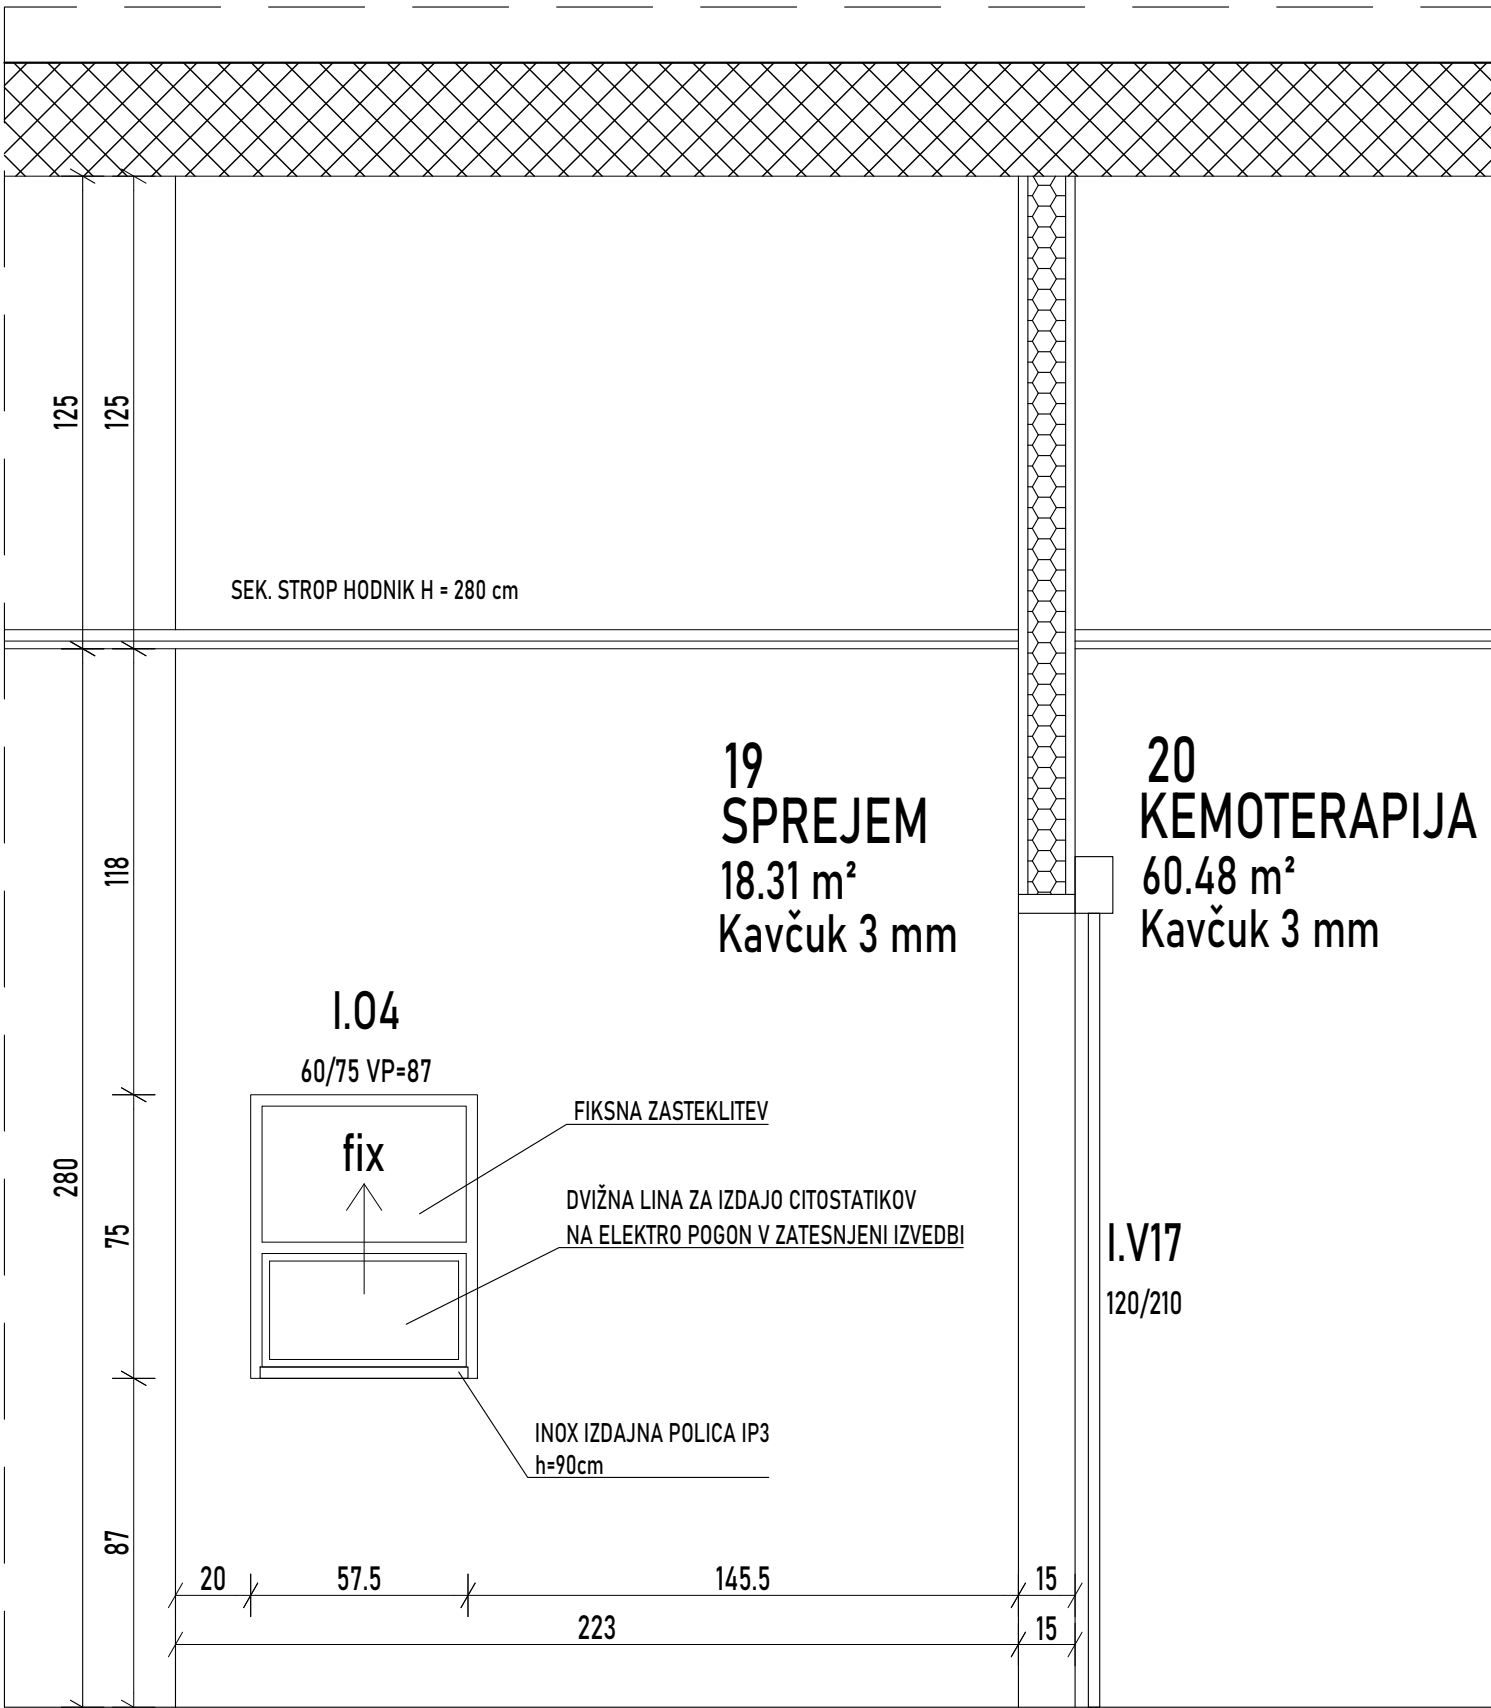 125
125
SEK. STROP HODNIK H = 280 cm
19
SPREJEM
18.31 m²
Kavčuk 3 mm
20
KEMOTERAPIJA
60.48 m²
Kavčuk 3 mm
118
I.O4
60/75 VP=87
FIKSNA ZASTEKLITEV
fix
280
75
DVIŽNA LINA ZA IZDAJO CITOSTATIKOV
NA ELEKTRO POGON V ZATESNJENI IZVEDBI
I.V17
120/210
INOX IZDAJNA POLICA IP3
h=90cm
87
20 57.5 145.5 15
223 15